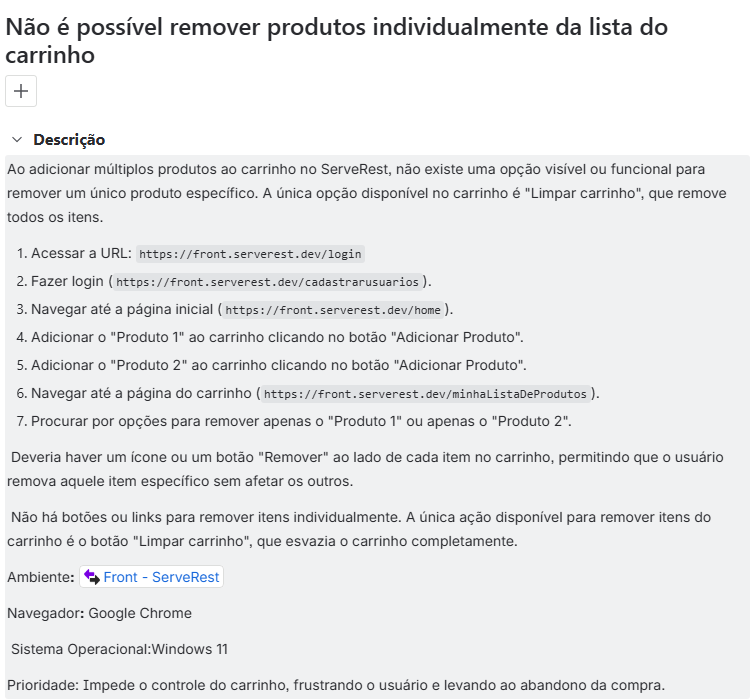 Não é possível remover produtos individualmente da lista do
carrinho
Descrição
Ao adicionar múltiplos produtos ao carrinho no ServeRest, não existe uma opção visível ou funcional para
remover um único produto específico. A única opção disponível no carrinho é "Limpar carrinho", que remove
todos os itens.
1. Acessar a URL: https://front.serverest.dev/login
2. Fazer login (https://front.serverest.dev/cadastrarusuarios).
3. Navegar até a página inicial (https://front.serverest.dev/home).
4. Adicionar o "Produto 1" ao carrinho clicando no botão "Adicionar Produto".
5. Adicionar o "Produto 2" ao carrinho clicando no botão "Adicionar Produto".
6. Navegar até a página do carrinho (https://front.serverest.dev/minhaListaDeProdutos).
7. Procurar por opções para remover apenas o "Produto 1" ou apenas o "Produto 2".
Deveria haver um ícone ou um botão "Remover" ao lado de cada item no carrinho, permitindo que o usuário
remova aquele item específico sem afetar os outros.
Não há botões ou links para remover itens individualmente. A única ação disponível para remover itens do
carrinho é o botão "Limpar carrinho", que esvazia o carrinho completamente.
Ambiente: Front - ServeRest
Navegador: Google Chrome
Sistema Operacional:Windows 11
Prioridade: Impede o controle do carrinho, frustrando o usuário e levando ao abandono da compra.